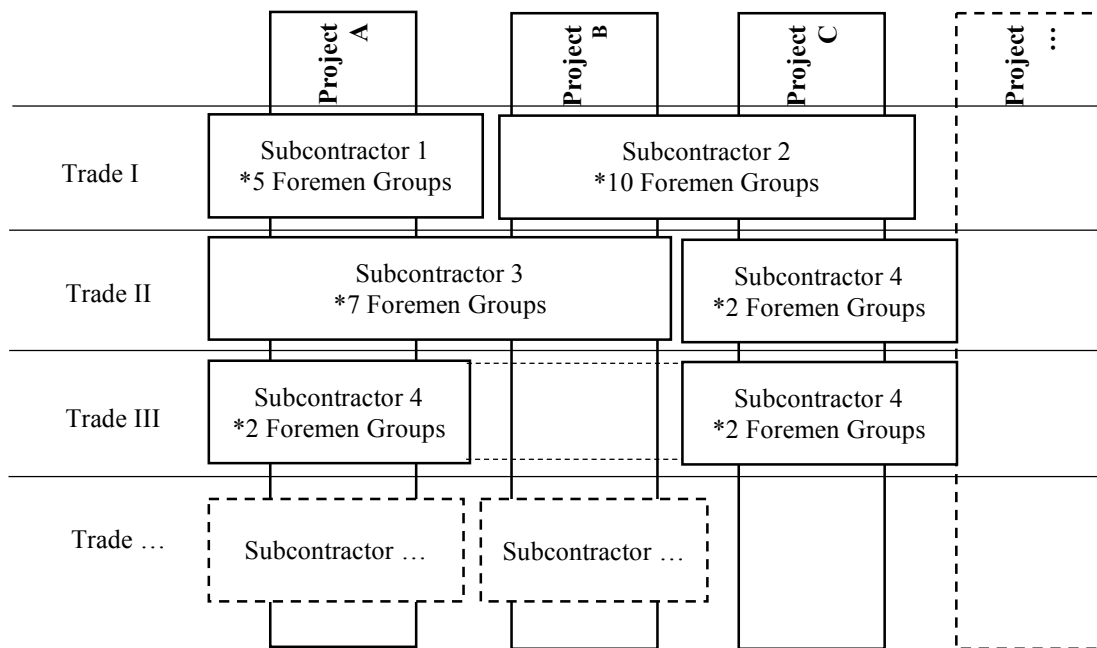 Project
A
Project
B
Project
C
Project
…
Trade I
Subcontractor 1
*5 Foremen Groups
Subcontractor 2
*10 Foremen Groups
Trade II
Subcontractor 3
*7 Foremen Groups
Subcontractor 4
*2 Foremen Groups
Trade III
Subcontractor 4
*2 Foremen Groups
Subcontractor 4
*2 Foremen Groups
Trade …
Subcontractor …
Subcontractor …